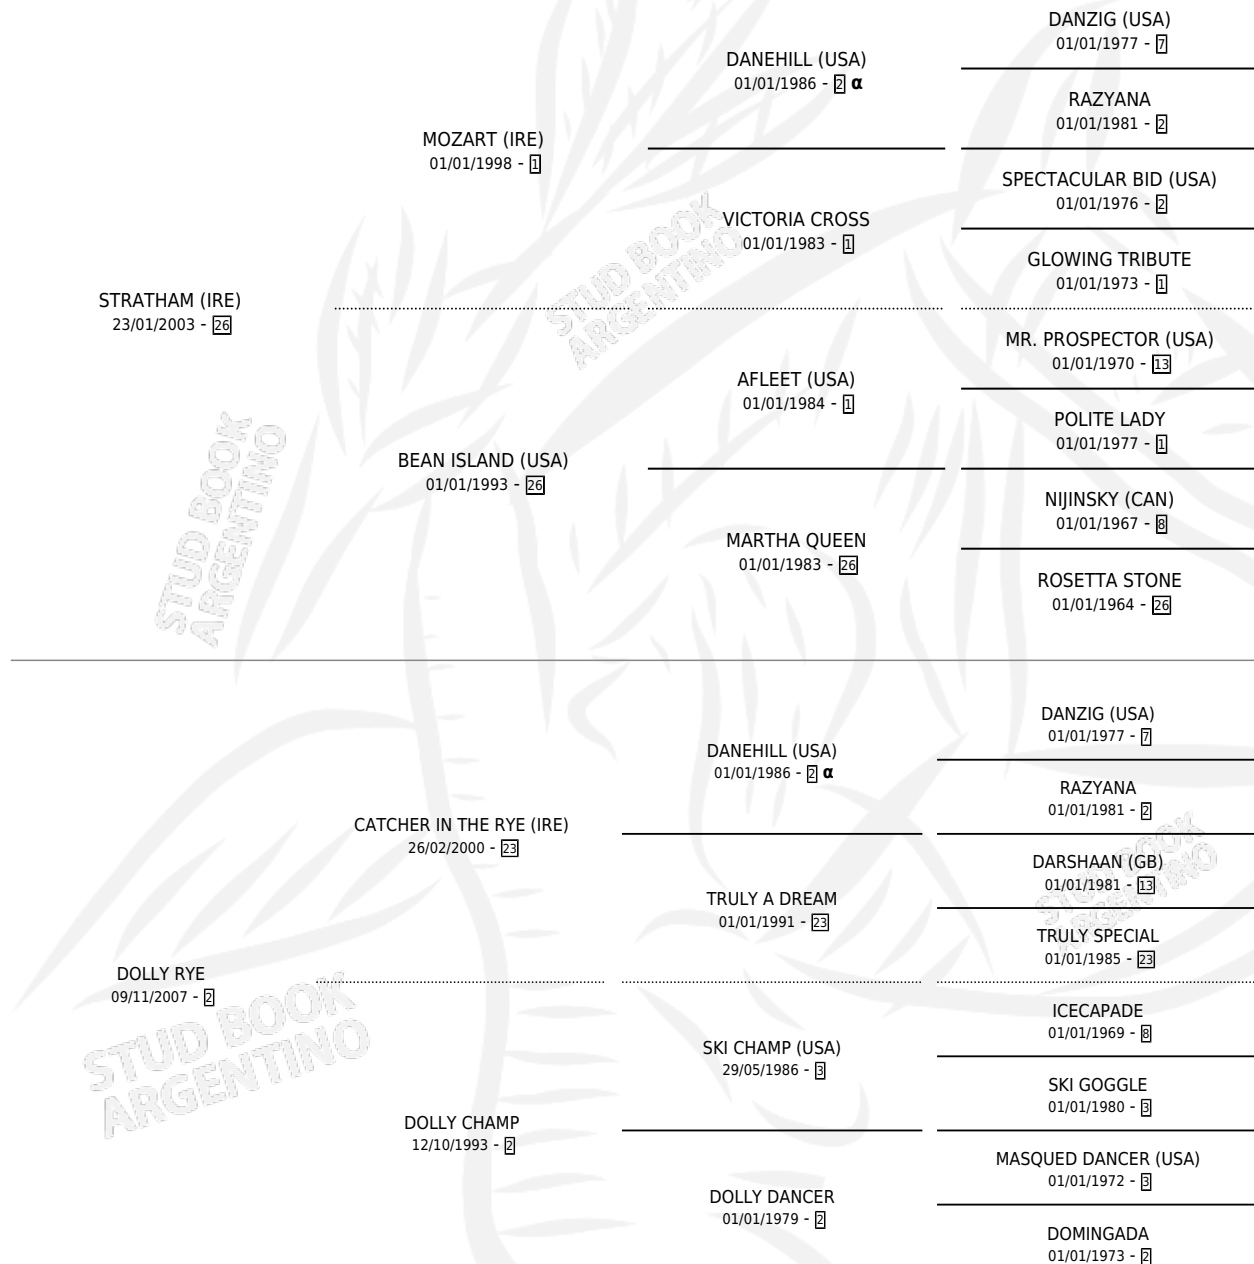 DANZIG (USA)
01/01/1977 - 7
DANEHILL (USA)
01/01/1986 - 2 α
RAZYANA
01/01/1981 - 2
MOZART (IRE)
01/01/1998 - 1
SPECTACULAR BID (USA)
01/01/1976 - 2
VICTORIA CROSS
01/01/1983 - 1
GLOWING TRIBUTE
01/01/1973 - 1
STUD BOOK
ARGENTINO
STRATHAM (IRE)
23/01/2003 - 26
MR. PROSPECTOR (USA)
01/01/1970 - 13
AFLEET (USA)
01/01/1984 - 1
POLITE LADY
01/01/1977 - 1
BEAN ISLAND (USA)
01/01/1993 - 26
NIJINSKY (CAN)
01/01/1967 - 8
MARTHA QUEEN
01/01/1983 - 26
ROSETTA STONE
01/01/1964 - 26
STUD BOOK
ARGENTINO
DANZIG (USA)
01/01/1977 - 7
DANEHILL (USA)
01/01/1986 - 2 α
RAZYANA
01/01/1981 - 2
CATCHER IN THE RYE (IRE)
26/02/2000 - 23
DARSHAAN (GB)
01/01/1981 - 13
STUD BOOK
ARGENTINO
TRULY A DREAM
01/01/1991 - 23
TRULY SPECIAL
01/01/1985 - 23
DOLLY RYE
09/11/2007 - 2
STUD BOOK
ARGENTINO
ICECAPADE
01/01/1969 - 8
SKI CHAMP (USA)
29/05/1986 - 3
SKI GOGGLE
01/01/1980 - 3
DOLLY CHAMP
12/10/1993 - 2
MASQUED DANCER (USA)
01/01/1972 - 3
DOLLY DANCER
01/01/1979 - 2
DOMINGADA
01/01/1973 - 2